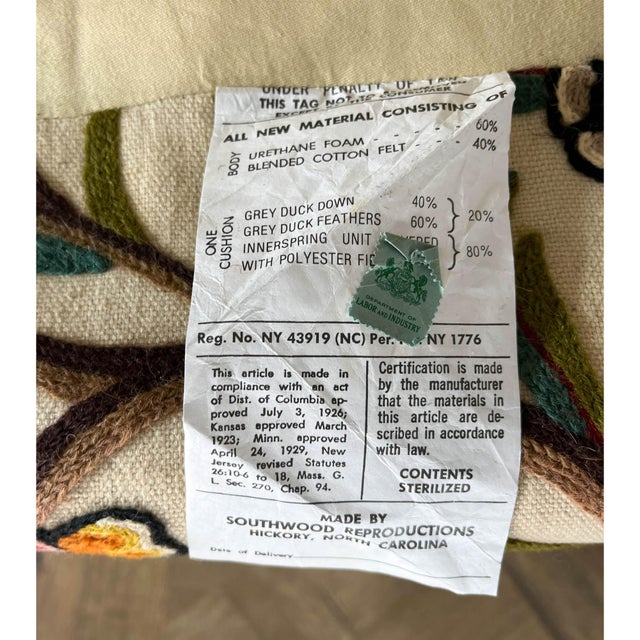 UNDER PENALTY OF
THIS TAG NOT TO
EXCEPT CONSUMER
ALL NEW MATERIAL CONSISTING OF
BODY
URETHANE FOAM - - - - - 60%
BLENDED COTTON FELT - - 40%
ONE CUSHION
GREY DUCK DOWN 40%
GREY DUCK FEATHERS 60% } 20%
INNERSPRING UNIT
WITH POLYESTER } 80%
DEPARTMENT OF
LABOR AND INDUSTRY
Reg. No. NY 43919 (NC) Per. NY 1776
This article is made in
compliance with an act
of Dist. of Columbia ap-
proved July 3, 1926;
Kansas approved March
1923; Minn. approved
April 24, 1929, New
Jersey revised Statutes
26:10-6 to 18, Mass. G.
L. Sec. 270, Chap. 94.
Certification is made
by the manufacturer
that the materials in
this article are de-
scribed in accordance
with law.
CONTENTS
STERILIZED
MADE BY
SOUTHWOOD REPRODUCTIONS
HICKORY, NORTH CAROLINA
Date of Delivery